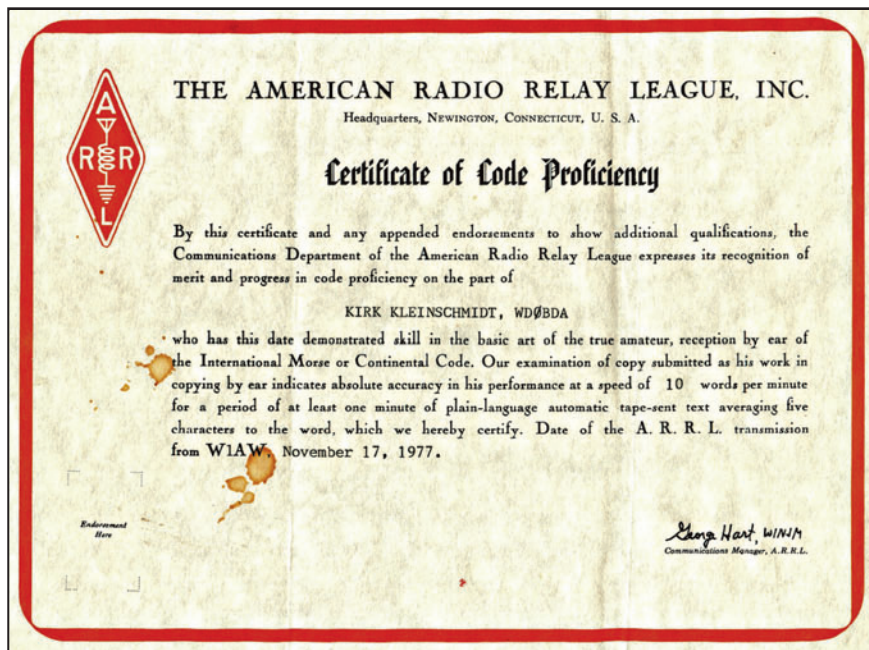 A
R R
L
THE AMERICAN RADIO RELAY LEAGUE, INC.
Headquarters, NEWINGTON, CONNECTICUT, U. S. A.
Certificate of Code Proficiency
By this certificate and any appended endorsements to show additional qualifications, the
Communications Department of the American Radio Relay League expresses its recognition of
merit and progress in code proficiency on the part of
KIRK KLEINSCHMIDT, WDØBDA
who has this date demonstrated skill in the basic art of the true amateur, reception by ear of
the International Morse or Continental Code. Our examination of copy submitted as his work in
copying by ear indicates absolute accuracy in his performance at a speed of 10 words per minute
for a period of at least one minute of plain-language automatic tape-sent text averaging five
characters to the word, which we hereby certify. Date of the A. R. R. L. transmission
from W1AW, November 17, 1977.
Endorsement
Here
George Hart, W1NJM
Communications Manager, A.R.R.L.